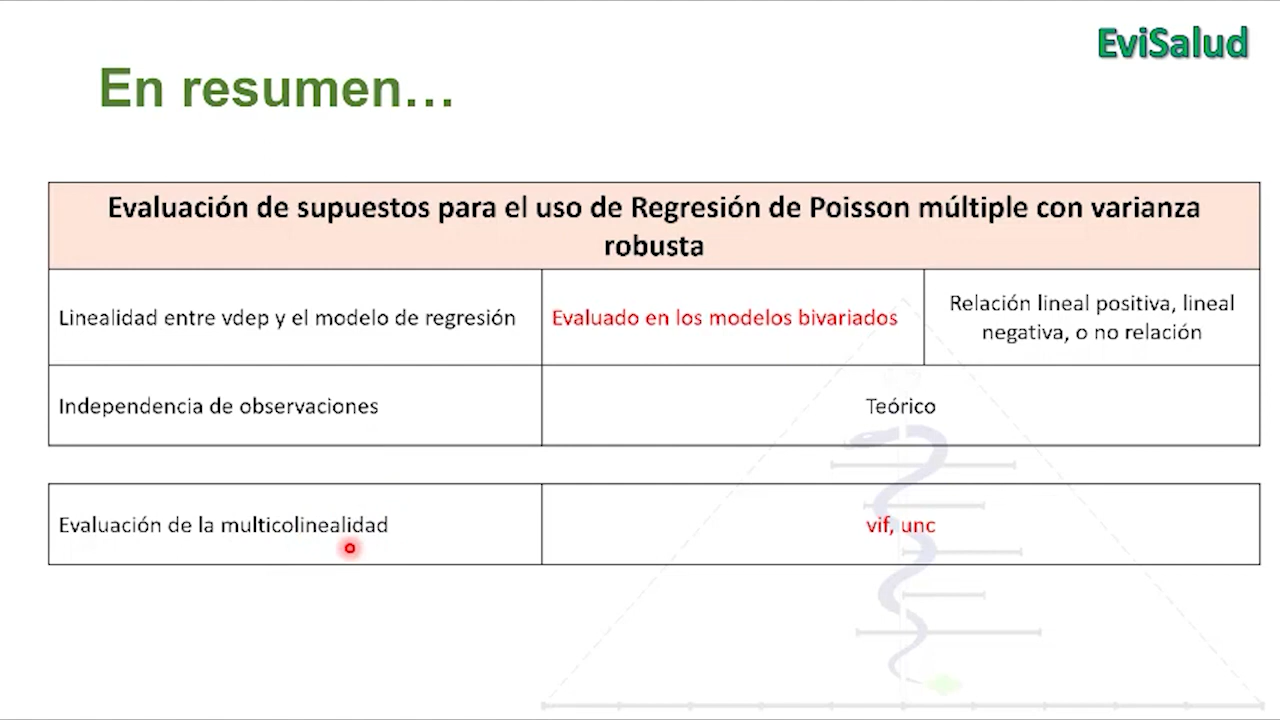 EviSalud
En resumen…
Evaluación de supuestos para el uso de Regresión de Poisson múltiple con varianza
robusta
Linealidad entre vdep y el modelo de regresión
Evaluado en los modelos bivariados
Relación lineal positiva, lineal
negativa, o no relación
Independencia de observaciones
Teórico
Evaluación de la multicolinealidad
vif, unc